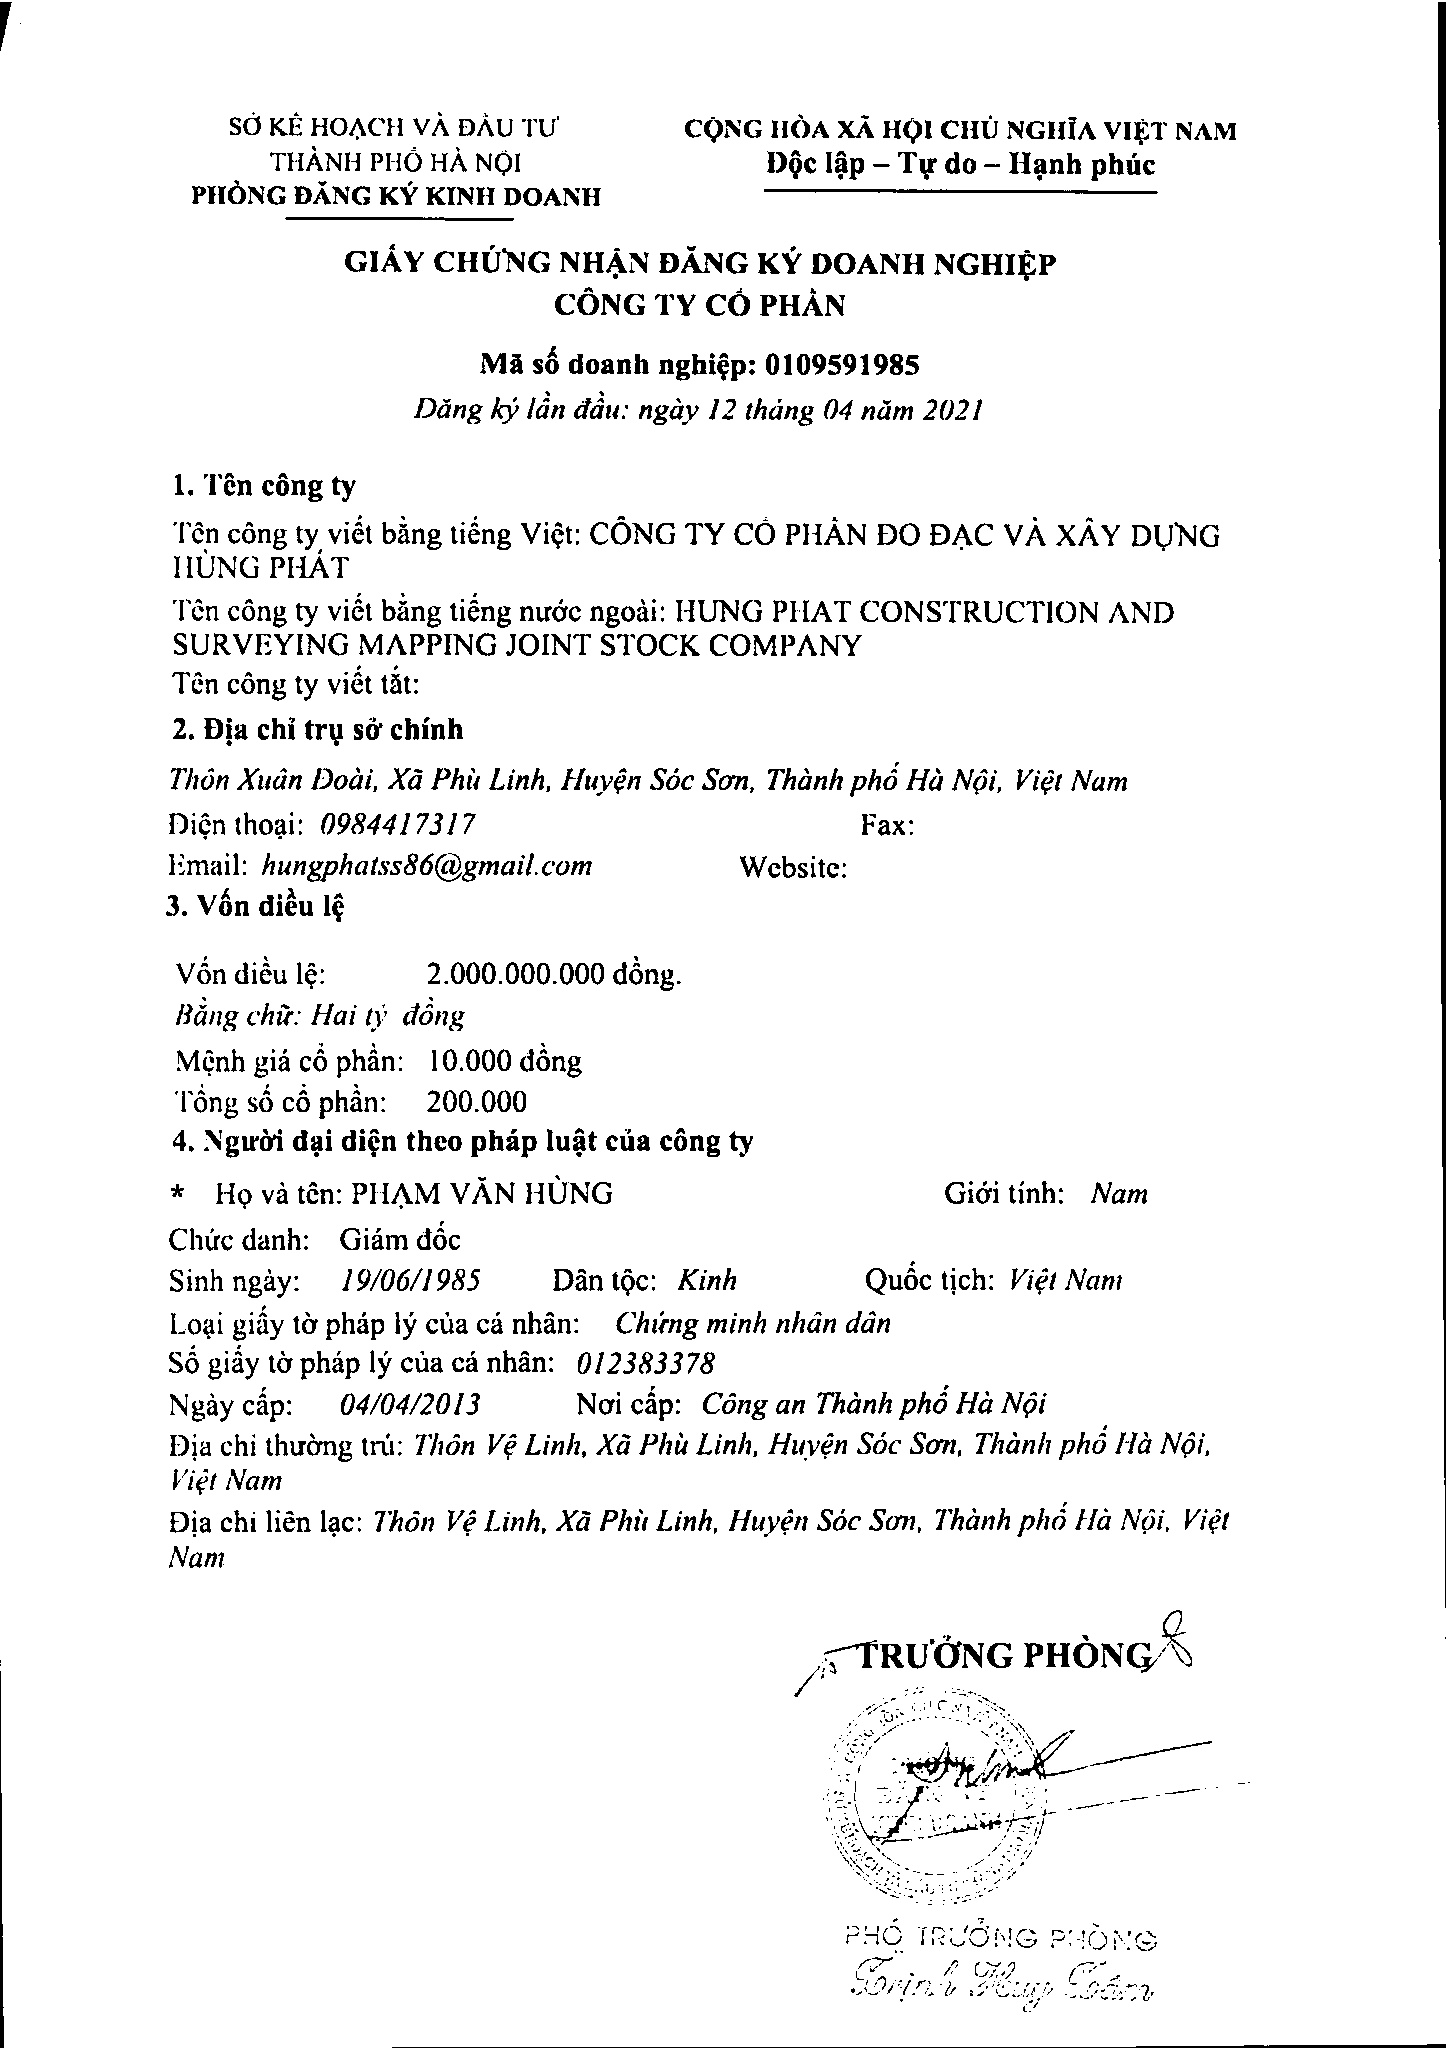 SỞ KẾ HOẠCH VÀ ĐẦU TƯ
THÀNH PHỐ HÀ NỘI
PHÒNG ĐĂNG KÝ KINH DOANH
CỘNG HÒA XÃ HỘI CHỦ NGHĨA VIỆT NAM
Độc lập – Tự do – Hạnh phúc
GIẤY CHỨNG NHẬN ĐĂNG KÝ DOANH NGHIỆP
CÔNG TY CỔ PHẦN
Mã số doanh nghiệp: 0109591985
Đăng ký lần đầu: ngày 12 tháng 04 năm 2021
1. Tên công ty
Tên công ty viết bằng tiếng Việt: CÔNG TY CỔ PHẦN ĐO ĐẠC VÀ XÂY DỰNG
HÙNG PHÁT
Tên công ty viết bằng tiếng nước ngoài: HUNG PHAT CONSTRUCTION AND
SURVEYING MAPPING JOINT STOCK COMPANY
Tên công ty viết tắt:
2. Địa chỉ trụ sở chính
Thôn Xuân Đoài, Xã Phù Linh, Huyện Sóc Sơn, Thành phố Hà Nội, Việt Nam
Điện thoại: 0984417317 Fax:
Email: hungphatss86@gmail.com Website:
3. Vốn điều lệ
Vốn điều lệ: 2.000.000.000 đồng.
Bằng chữ: Hai tỷ đồng
Mệnh giá cổ phần: 10.000 đồng
Tổng số cổ phần: 200.000
4. Người đại diện theo pháp luật của công ty
* Họ và tên: PHẠM VĂN HÙNG Giới tính: Nam
Chức danh: Giám đốc
Sinh ngày: 19/06/1985 Dân tộc: Kinh Quốc tịch: Việt Nam
Loại giấy tờ pháp lý của cá nhân: Chứng minh nhân dân
Số giấy tờ pháp lý của cá nhân: 012383378
Ngày cấp: 04/04/2013 Nơi cấp: Công an Thành phố Hà Nội
Địa chỉ thường trú: Thôn Vệ Linh, Xã Phù Linh, Huyện Sóc Sơn, Thành phố Hà Nội,
Việt Nam
Địa chỉ liên lạc: Thôn Vệ Linh, Xã Phù Linh, Huyện Sóc Sơn, Thành phố Hà Nội, Việt
Nam
TRƯỞNG PHÒNG
PHÓ TRƯỞNG PHÒNG
Trịnh Huy Tâm